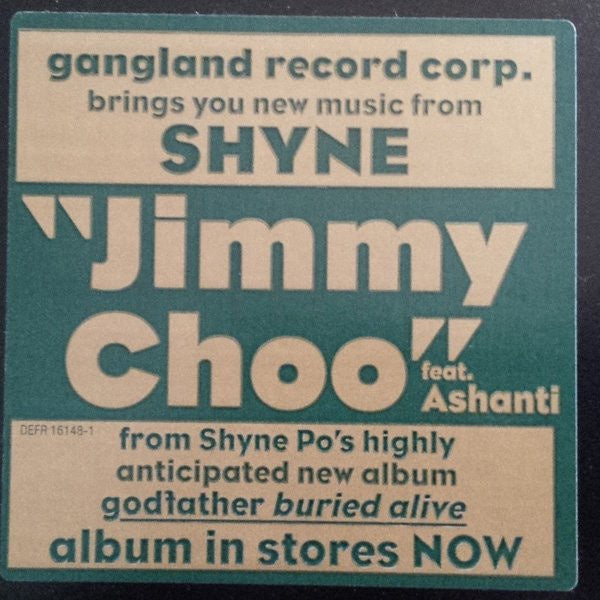 gangland record corp.
brings you new music from
SHYNE
"Jimmy
Choo"
feat.
Ashanti
DEFR 16148-1
from Shyne Po's highly
anticipated new album
godfather buried alive
album in stores NOW